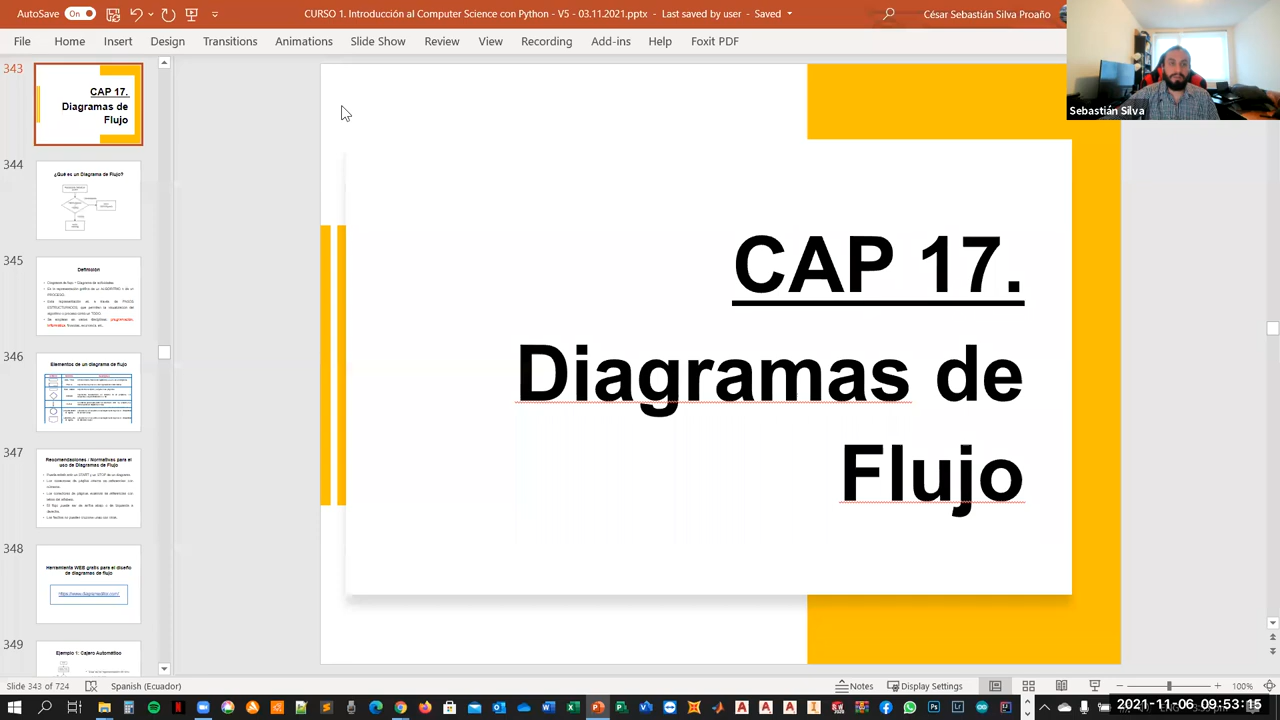 AutoSave On
CURSO 1. Introducción al Computer Science con Python - V5 - 03.11.2021.pptx - Last saved by user - Saved
César Sebastián Silva Proaño
File Home Insert Design Transitions Animations Slide Show Review View Recording Add-ins Help Foxit PDF
Sebastián Silva
343
CAP 17.
Diagramas de
Flujo
344
¿Qué es un Diagrama de Flujo?
345
Definición
346
Elementos de un diagrama de flujo
347
Recomendaciones / Normativas para el
uso de Diagramas de Flujo
348
Herramienta WEB gratis para el diseño
de diagramas de flujo
https://www.diagrameditor.com/
349
Ejemplo 1: Cajero Automático
CAP 17.
Diagramas de
Flujo
Slide 343 of 724 Spanish (Ecuador) Notes Display Settings 100%
2021-11-06 09:53:15